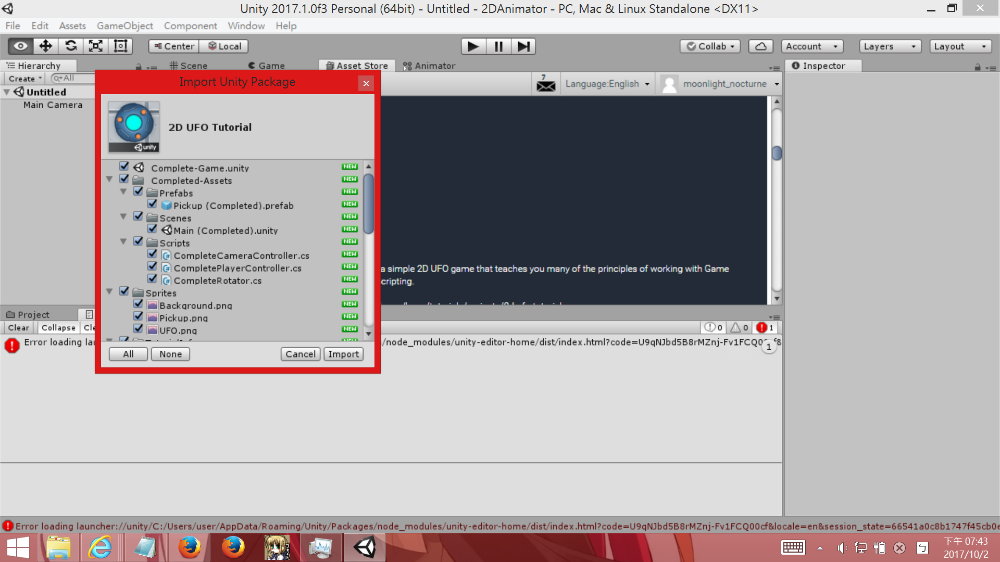 Unity 2017.1.0f3 Personal (64bit) - Untitled - 2DAnimator - PC, Mac & Linux Standalone <DX11>
File Edit Assets GameObject Component Window Help
Center Local Collab Account Layers Layout
Hierarchy Scene Game Asset Store Animator Inspector
Create All
Untitled
Main Camera
7 Language:English moonlight_nocturne
Import Unity Package
2D UFO Tutorial
unity
Complete-Game.unity NEW
Completed-Assets NEW
Prefabs NEW
Pickup (Completed).prefab NEW
Scenes NEW
Main (Completed).unity NEW
Scripts NEW
CompleteCameraController.cs NEW
CompletePlayerController.cs NEW
CompleteRotator.cs NEW
Sprites NEW
Background.png NEW
Pickup.png NEW
UFO.png NEW
All None Cancel Import
a simple 2D UFO game that teaches you many of the principles of working with Game
cripting.
Project
Clear Collapse Cle 0 0 1
Error loading lau s/node_modules/unity-editor-home/dist/index.html?code=U9qNJbd5B8rMZnj-Fv1FCQ00cf&
1
Error loading launcher://unity/C:/Users/user/AppData/Roaming/Unity/Packages/node_modules/unity-editor-home/dist/index.html?code=U9qNJbd5B8rMZnj-Fv1FCQ00cf&locale=en&session_state=66541a0c8b1747f45cb0e
ㄅ
下午 07:43
2017/10/2